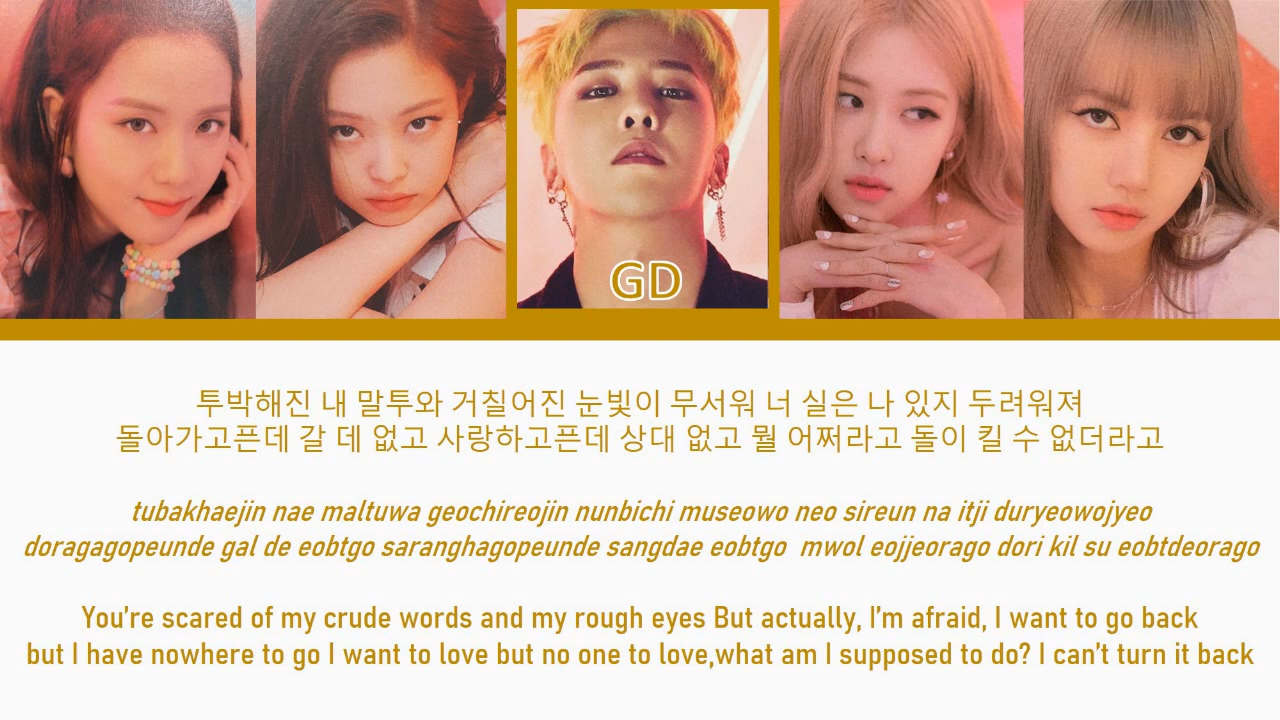 GD
투박해진 내 말투와 거칠어진 눈빛이 무서워 너 실은 나 있지 두려워져
돌아가고픈데 갈 데 없고 사랑하고픈데 상대 없고 뭘 어쩌라고 돌이 킬 수 없더라고
tubakhaejin nae maltuwa geochireojin nunbichi museowo neo sireun na itji duryeowojyeo
doragagopeunde gal de eobtgo saranghagopeunde sangdae eobtgo mwol eojjeorago dori kil su eobtdeorago
You're scared of my crude words and my rough eyes But actually, I'm afraid, I want to go back
but I have nowhere to go I want to love but no one to love,what am I supposed to do? I can't turn it back